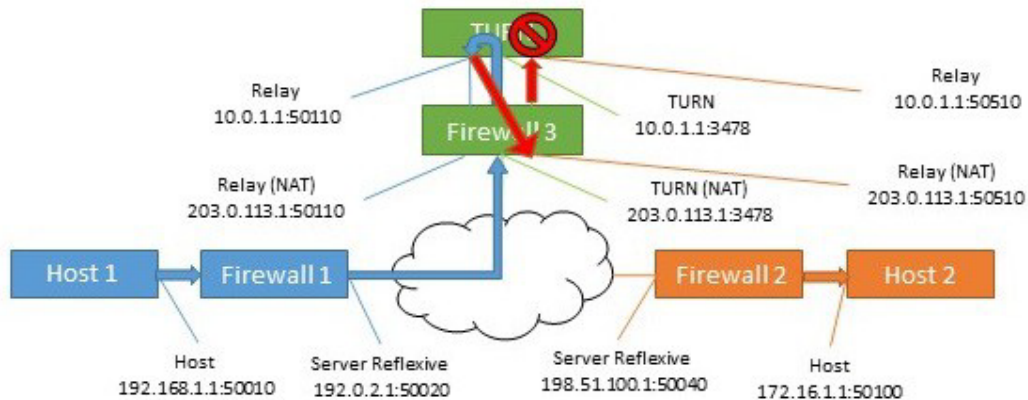 TURN
Relay
10.0.1.1:50110
TURN
10.0.1.1:3478
Relay
10.0.1.1:50510
Firewall 3
Relay (NAT)
203.0.113.1:50110
TURN (NAT)
203.0.113.1:3478
Relay (NAT)
203.0.113.1:50510
Host 1
Firewall 1
Firewall 2
Host 2
Host
192.168.1.1:50010
Server Reflexive
192.0.2.1:50020
Server Reflexive
198.51.100.1:50040
Host
172.16.1.1:50100